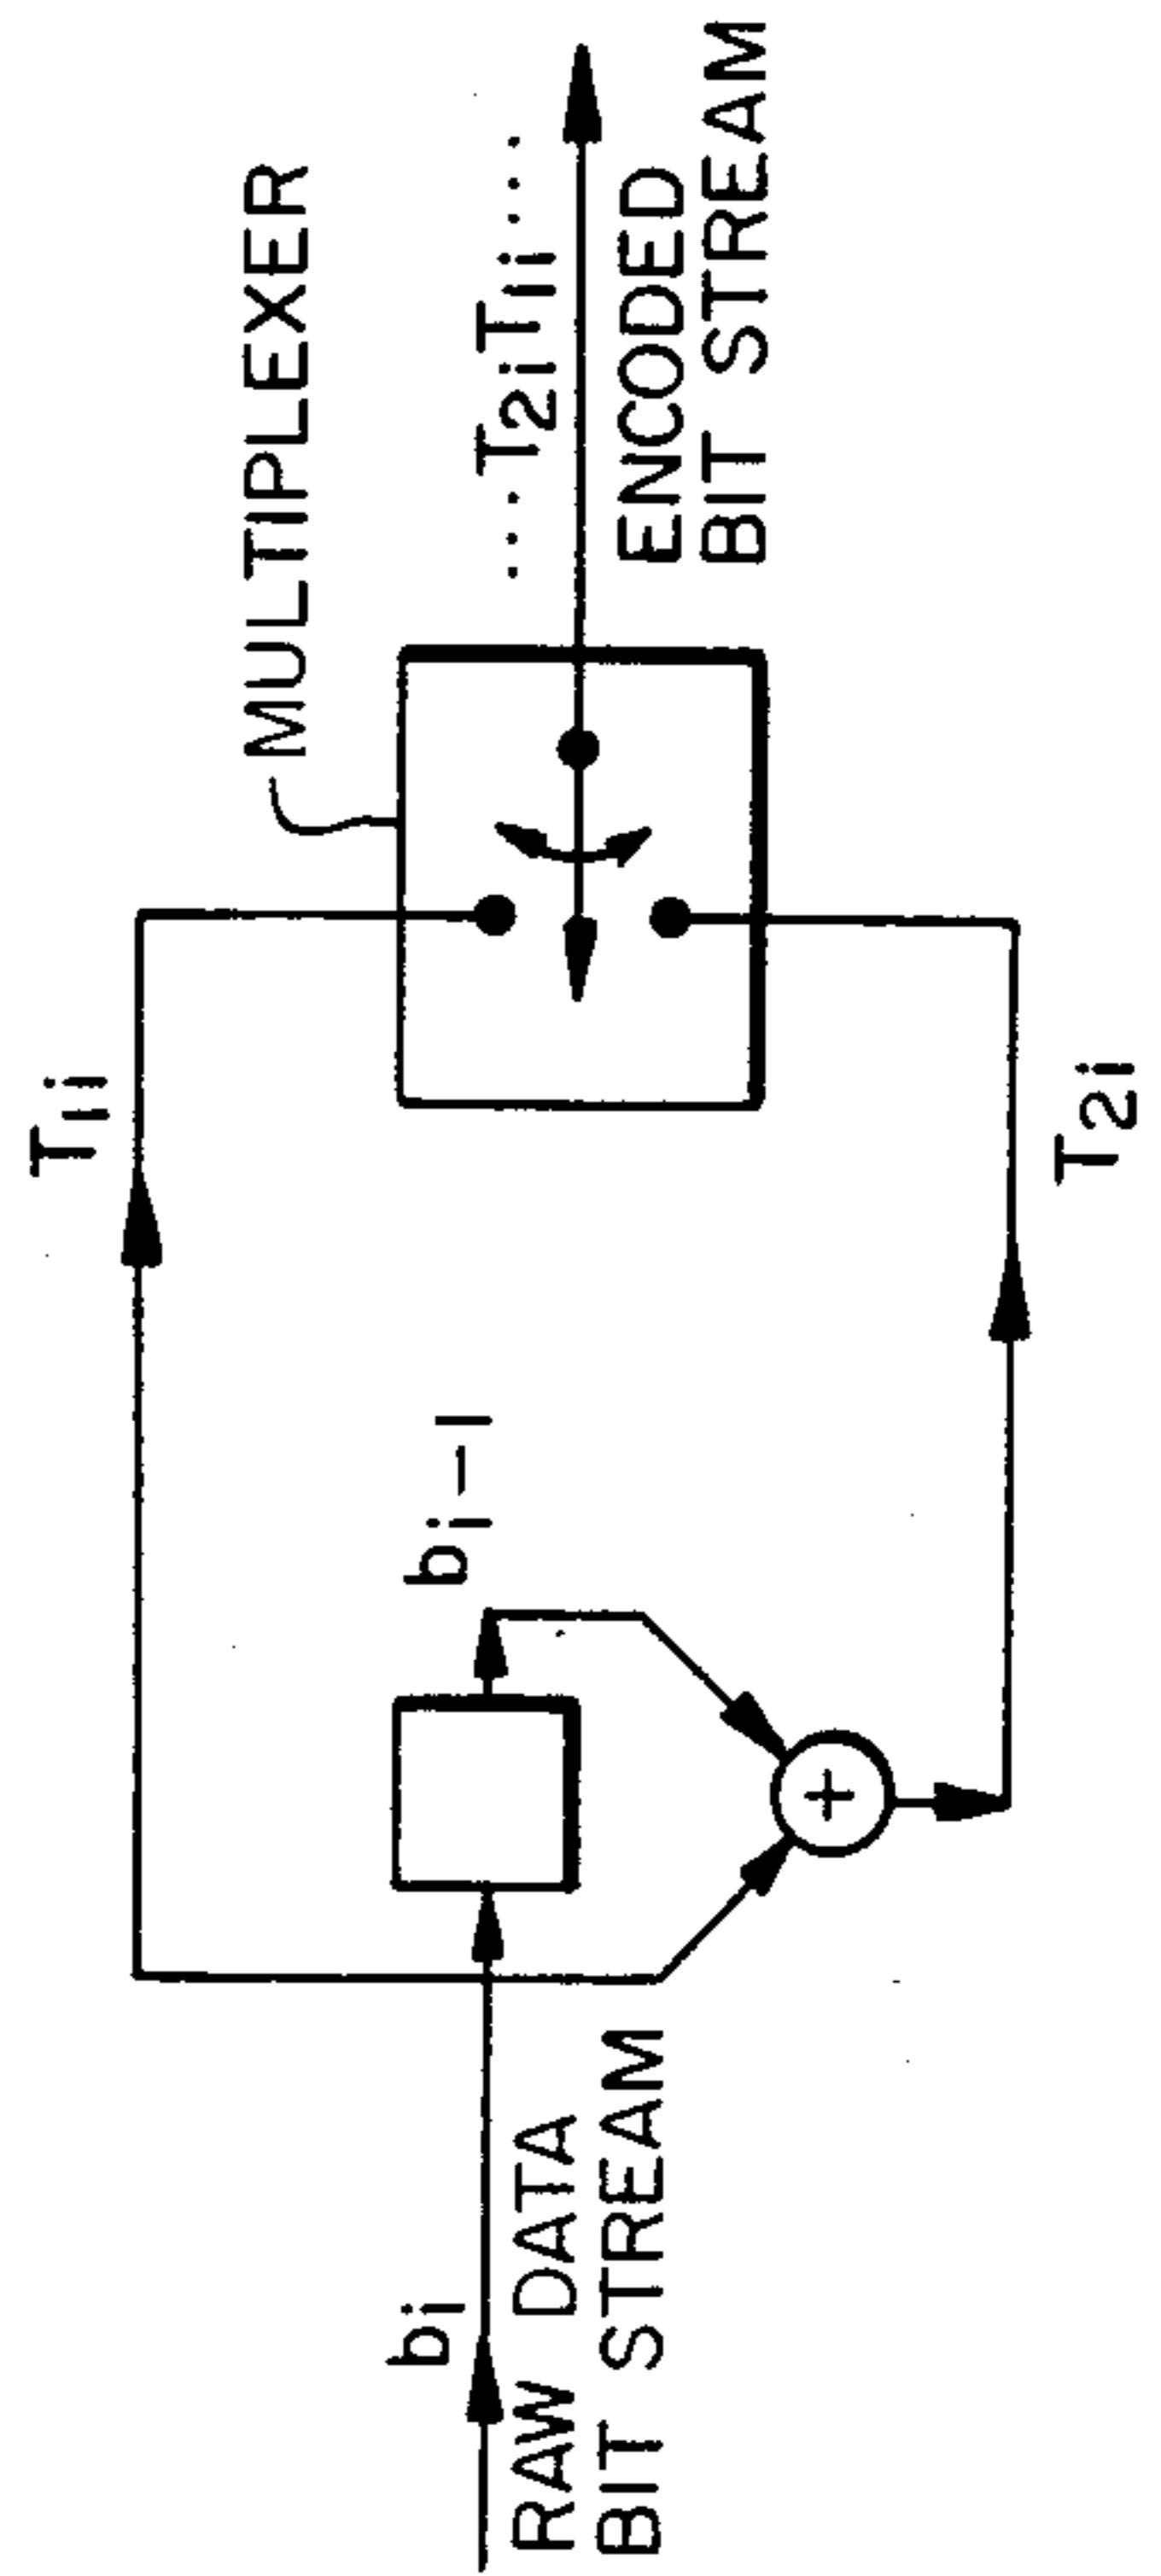 MULTIPLEXER
T1i
bi-1
bi
RAW DATA
BIT STREAM
+
....T2iT1i....
ENCODED
BIT STREAM
T2i